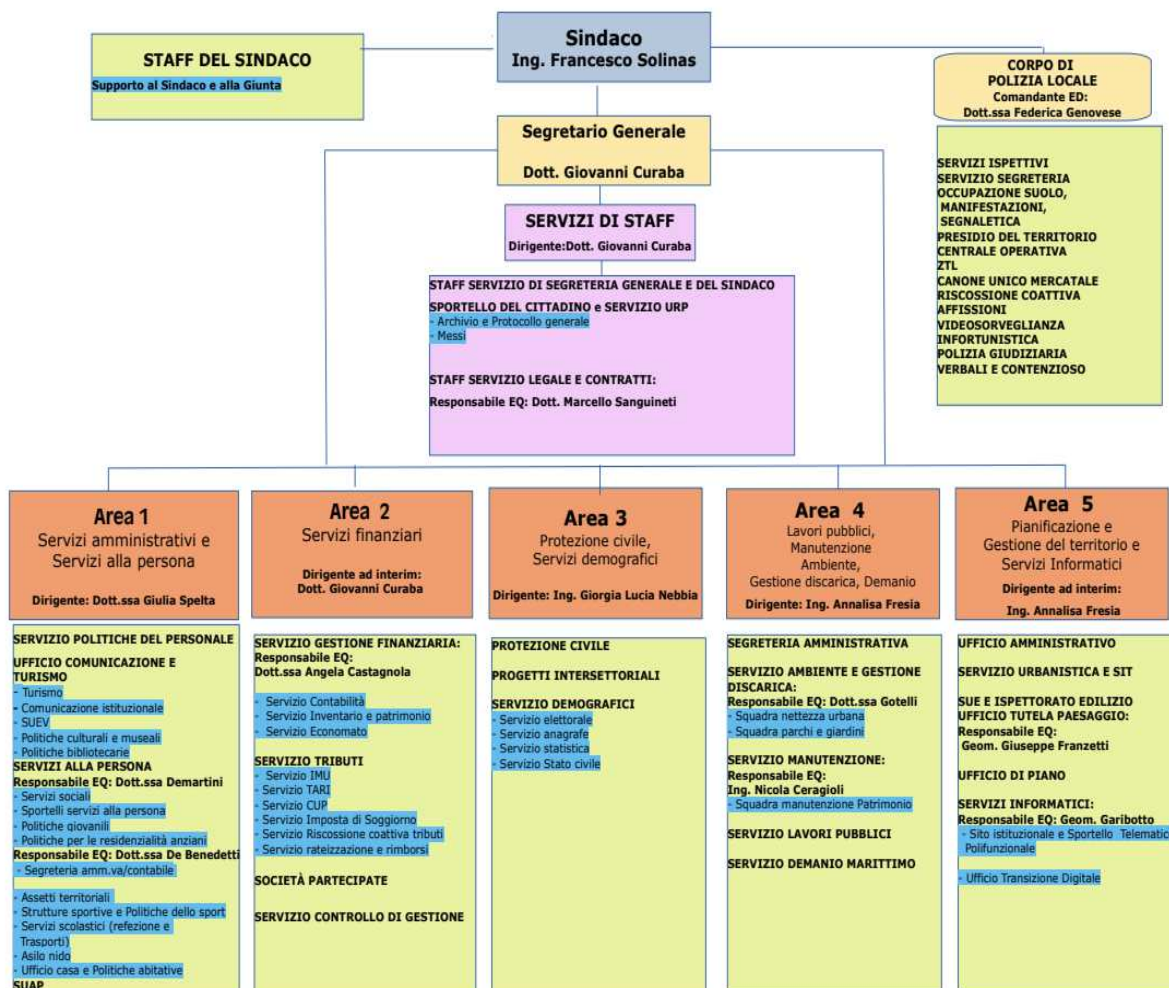 STAFF DEL SINDACO
Supporto al Sindaco e alla Giunta
Sindaco
Ing. Francesco Solinas
CORPO DI
POLIZIA LOCALE
Comandante ED:
Dott.ssa Federica Genovese
SERVIZI ISPETTIVI
SERVIZIO SEGRETERIA
OCCUPAZIONE SUOLO,
MANIFESTAZIONI,
SEGNALETICA
PRESIDIO DEL TERRITORIO
CENTRALE OPERATIVA
ZTL
CANONE UNICO MERCATALE
RISCOSSIONE COATTIVA
AFFISSIONI
VIDEOSORVEGLIANZA
INFORTUNISTICA
POLIZIA GIUDIZIARIA
VERBALI E CONTENZIOSO
Segretario Generale
Dott. Giovanni Curaba
SERVIZI DI STAFF
Dirigente:Dott. Giovanni Curaba
STAFF SERVIZIO DI SEGRETERIA GENERALE E DEL SINDACO
SPORTELLO DEL CITTADINO e SERVIZIO URP
- Archivio e Protocollo generale
- Messi
STAFF SERVIZIO LEGALE E CONTRATTI:
Responsabile EQ: Dott. Marcello Sanguineti
Area 1
Servizi amministrativi e
Servizi alla persona
Dirigente: Dott.ssa Giulia Spelta
SERVIZIO POLITICHE DEL PERSONALE
UFFICIO COMUNICAZIONE E
TURISMO
- Turismo
- Comunicazione istituzionale
- SUEV
- Politiche culturali e museali
- Politiche bibliotecarie
SERVIZI ALLA PERSONA
Responsabile EQ: Dott.ssa Demartini
- Servizi sociali
- Sportelli servizi alla persona
- Politiche giovanili
- Politiche per le residenzialità anziani
Responsabile EQ: Dott.ssa De Benedetti
- Segreteria amm.va/contabile
- Assetti territoriali
- Strutture sportive e Politiche dello sport
- Servizi scolastici (refezione e
Trasporti)
- Asilo nido
- Ufficio casa e Politiche abitative
SUAP
Area 2
Servizi finanziari
Dirigente ad interim:
Dott. Giovanni Curaba
SERVIZIO GESTIONE FINANZIARIA:
Responsabile EQ:
Dott.ssa Angela Castagnola
- Servizio Contabilità
- Servizio Inventario e patrimonio
- Servizio Economato
SERVIZIO TRIBUTI
- Servizio IMU
- Servizio TARI
- Servizio CUP
- Servizio Imposta di Soggiorno
- Servizio Riscossione coattiva tributi
- Servizio rateizzazione e rimborsi
SOCIETÀ PARTECIPATE
SERVIZIO CONTROLLO DI GESTIONE
Area 3
Protezione civile,
Servizi demografici
Dirigente: Ing. Giorgia Lucia Nebbia
PROTEZIONE CIVILE
PROGETTI INTERSETTORIALI
SERVIZIO DEMOGRAFICI
- Servizio elettorale
- Servizio anagrafe
- Servizio statistica
- Servizio Stato civile
Area 4
Lavori pubblici,
Manutenzione
Ambiente,
Gestione discarica, Demanio
Dirigente: Ing. Annalisa Fresia
SEGRETERIA AMMINISTRATIVA
SERVIZIO AMBIENTE E GESTIONE
DISCARICA:
Responsabile EQ: Dott.ssa Gotelli
- Squadra nettezza urbana
- Squadra parchi e giardini
SERVIZIO MANUTENZIONE:
Responsabile EQ:
Ing. Nicola Ceragioli
- Squadra manutenzione Patrimonio
SERVIZIO LAVORI PUBBLICI
SERVIZIO DEMANIO MARITTIMO
Area 5
Pianificazione e
Gestione del territorio e
Servizi Informatici
Dirigente ad interim:
Ing. Annalisa Fresia
UFFICIO AMMINISTRATIVO
SERVIZIO URBANISTICA E SIT
SUE E ISPETTORATO EDILIZIO
UFFICIO TUTELA PAESAGGIO:
Responsabile EQ:
Geom. Giuseppe Franzetti
UFFICIO DI PIANO
SERVIZI INFORMATICI:
Responsabile EQ: Geom. Garibotto
- Sito istituzionale e Sportello Telematic
Polifunzionale
- Ufficio Transizione Digitale